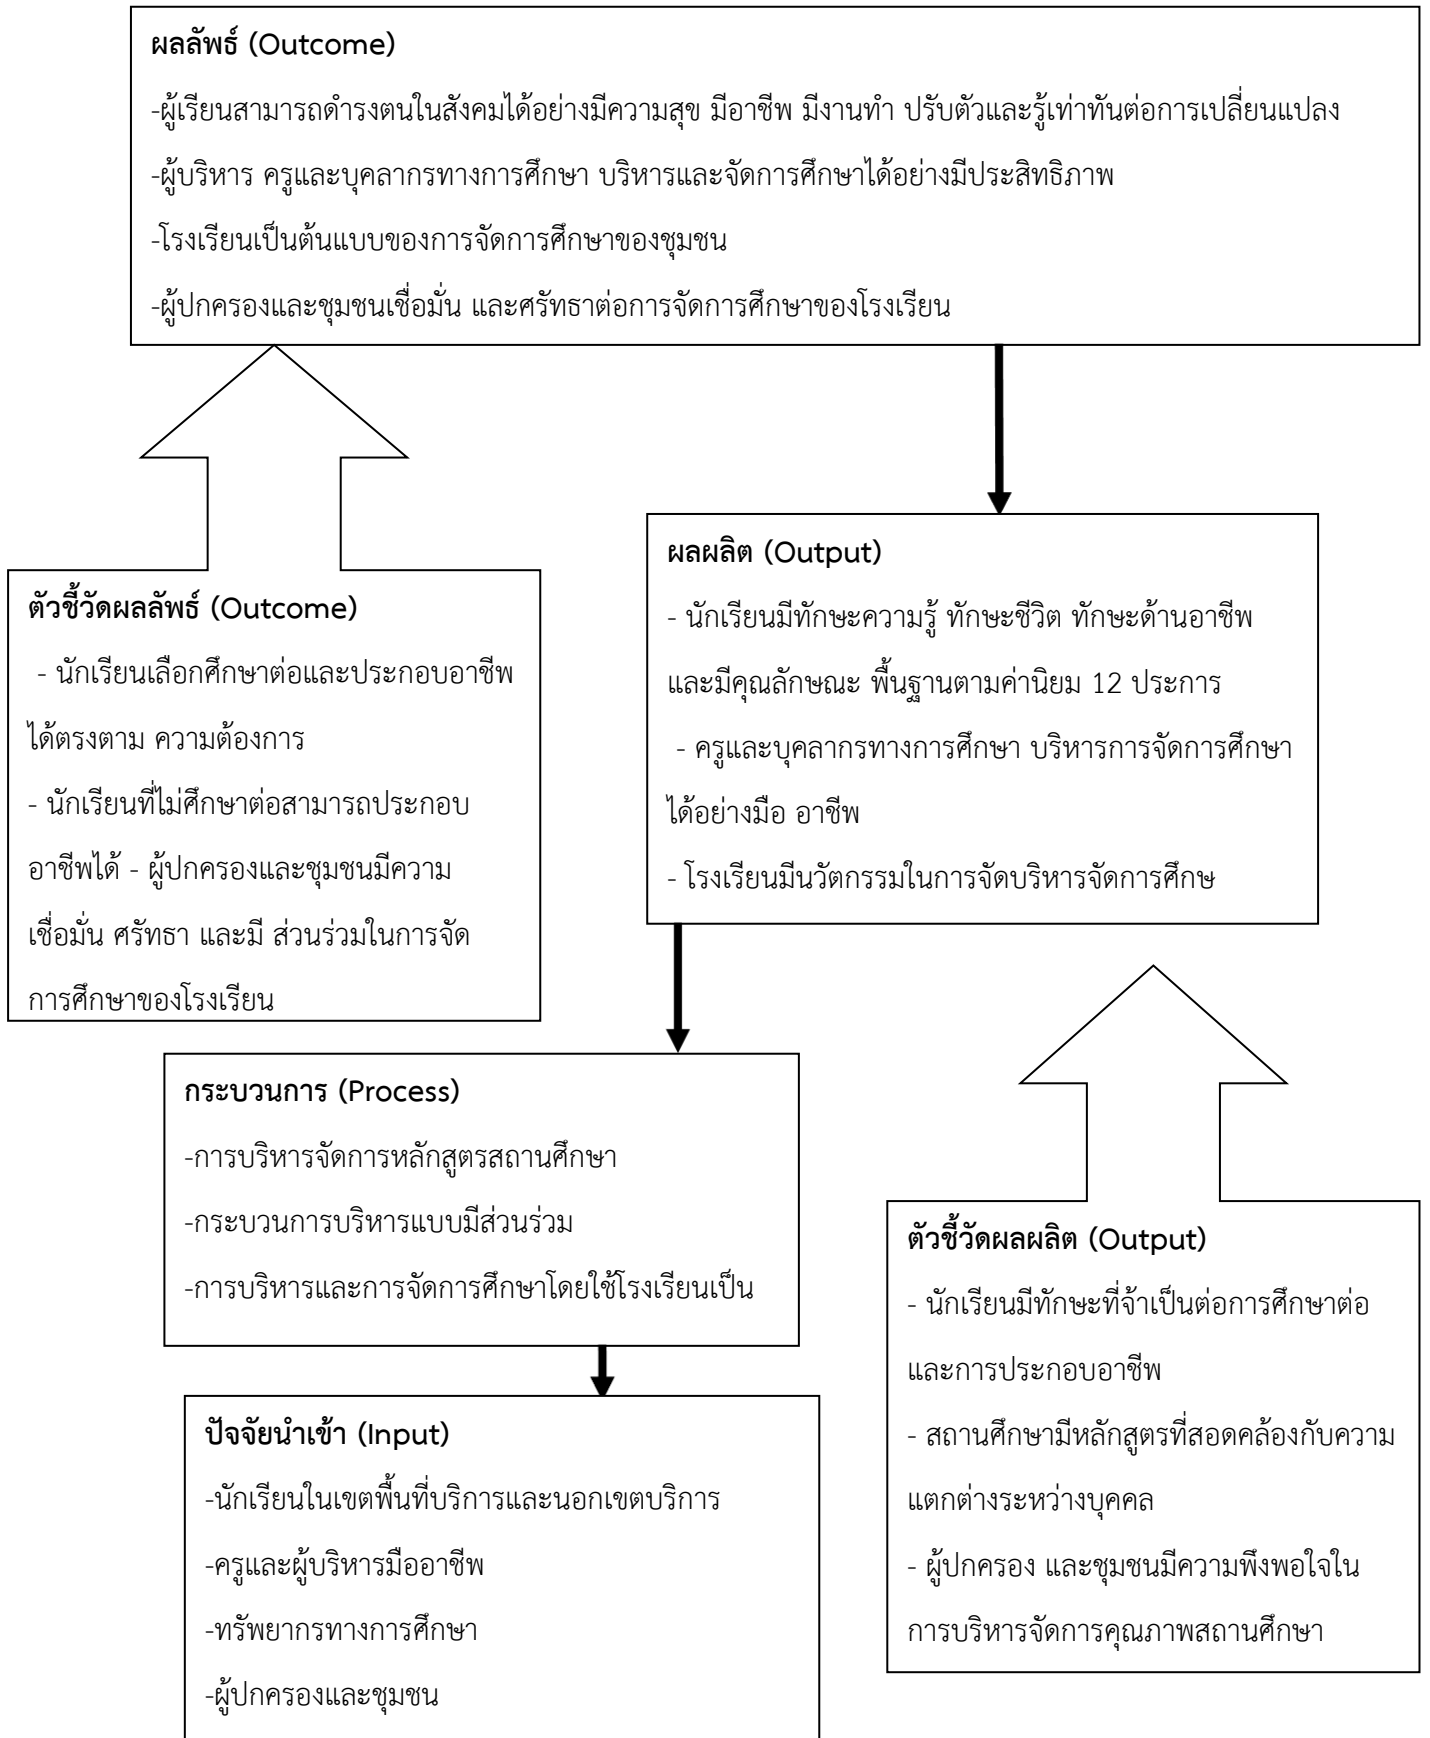 ผลลัพธ์ (Outcome)
-ผู้เรียนสามารถดำรงตนในสังคมได้อย่างมีความสุข มีอาชีพ มีงานทำ ปรับตัวและรู้เท่าทันต่อการเปลี่ยนแปลง
-ผู้บริหาร ครูและบุคลากรทางการศึกษา บริหารและจัดการศึกษาได้อย่างมีประสิทธิภาพ
-โรงเรียนเป็นต้นแบบของการจัดการศึกษาของชุมชน
-ผู้ปกครองและชุมชนเชื่อมั่น และศรัทธาต่อการจัดการศึกษาของโรงเรียน
ตัวชี้วัดผลลัพธ์ (Outcome)
- นักเรียนเลือกศึกษาต่อและประกอบอาชีพ
ได้ตรงตาม ความต้องการ
- นักเรียนที่ไม่ศึกษาต่อสามารถประกอบ
อาชีพได้ - ผู้ปกครองและชุมชนมีความ
เชื่อมั่น ศรัทธา และมี ส่วนร่วมในการจัด
การศึกษาของโรงเรียน
ผลผลิต (Output)
- นักเรียนมีทักษะความรู้ ทักษะชีวิต ทักษะด้านอาชีพ
และมีคุณลักษณะ พื้นฐานตามค่านิยม 12 ประการ
- ครูและบุคลากรทางการศึกษา บริหารการจัดการศึกษา
ได้อย่างมือ อาชีพ
- โรงเรียนมีนวัตกรรมในการจัดบริหารจัดการศึกษ
กระบวนการ (Process)
-การบริหารจัดการหลักสูตรสถานศึกษา
-กระบวนการบริหารแบบมีส่วนร่วม
-การบริหารและการจัดการศึกษาโดยใช้โรงเรียนเป็น
ตัวชี้วัดผลผลิต (Output)
- นักเรียนมีทักษะที่จ้าเป็นต่อการศึกษาต่อ
และการประกอบอาชีพ
- สถานศึกษามีหลักสูตรที่สอดคล้องกับความ
แตกต่างระหว่างบุคคล
- ผู้ปกครอง และชุมชนมีความพึงพอใจใน
การบริหารจัดการคุณภาพสถานศึกษา
ปัจจัยนำเข้า (Input)
-นักเรียนในเขตพื้นที่บริการและนอกเขตบริการ
-ครูและผู้บริหารมืออาชีพ
-ทรัพยากรทางการศึกษา
-ผู้ปกครองและชุมชน